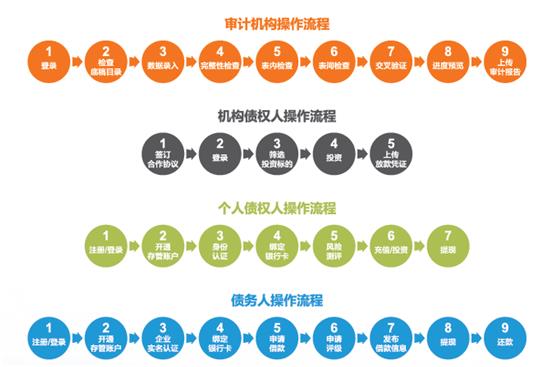 审计机构操作流程
1 登录
2 检查 底稿目录
3 数据录入
4 完整性检查
5 表内检查
6 表间检查
7 交叉验证
8 进度预览
9 上传 审计报告
机构债权人操作流程
1 签订 合作协议
2 登录
3 筛选 投资标的
4 投资
5 上传 放款凭证
个人债权人操作流程
1 注册/登录
2 开通 存管账户
3 身份 认证
4 绑定 银行卡
5 风险 测评
6 充值/投资
7 提现
债务人操作流程
1 注册/登录
2 开通 存管账户
3 企业 实名认证
4 绑定 银行卡
5 申请 借款
6 申请 评级
7 发布 借款信息
8 提现
9 还款